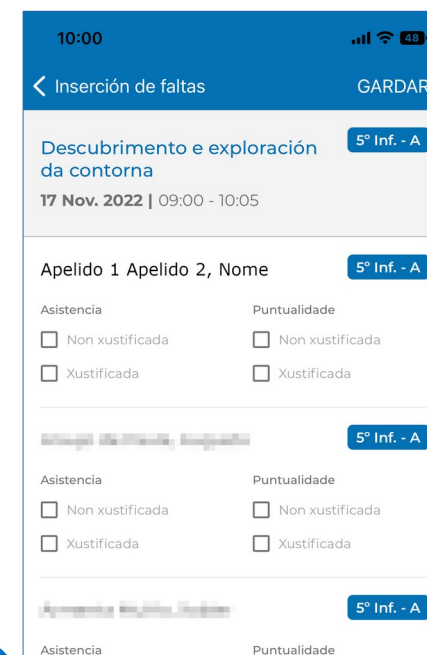 10:00
48
Inserción de faltas GARDAR
Descubrimento e exploración 5º Inf. - A
da contorna
17 Nov. 2022 | 09:00 - 10:05
Apelido 1 Apelido 2, Nome 5º Inf. - A
Asistencia Puntualidade
Non xustificada Non xustificada
Xustificada Xustificada
5º Inf. - A
Asistencia Puntualidade
Non xustificada Non xustificada
Xustificada Xustificada
5º Inf. - A
Asistencia Puntualidade